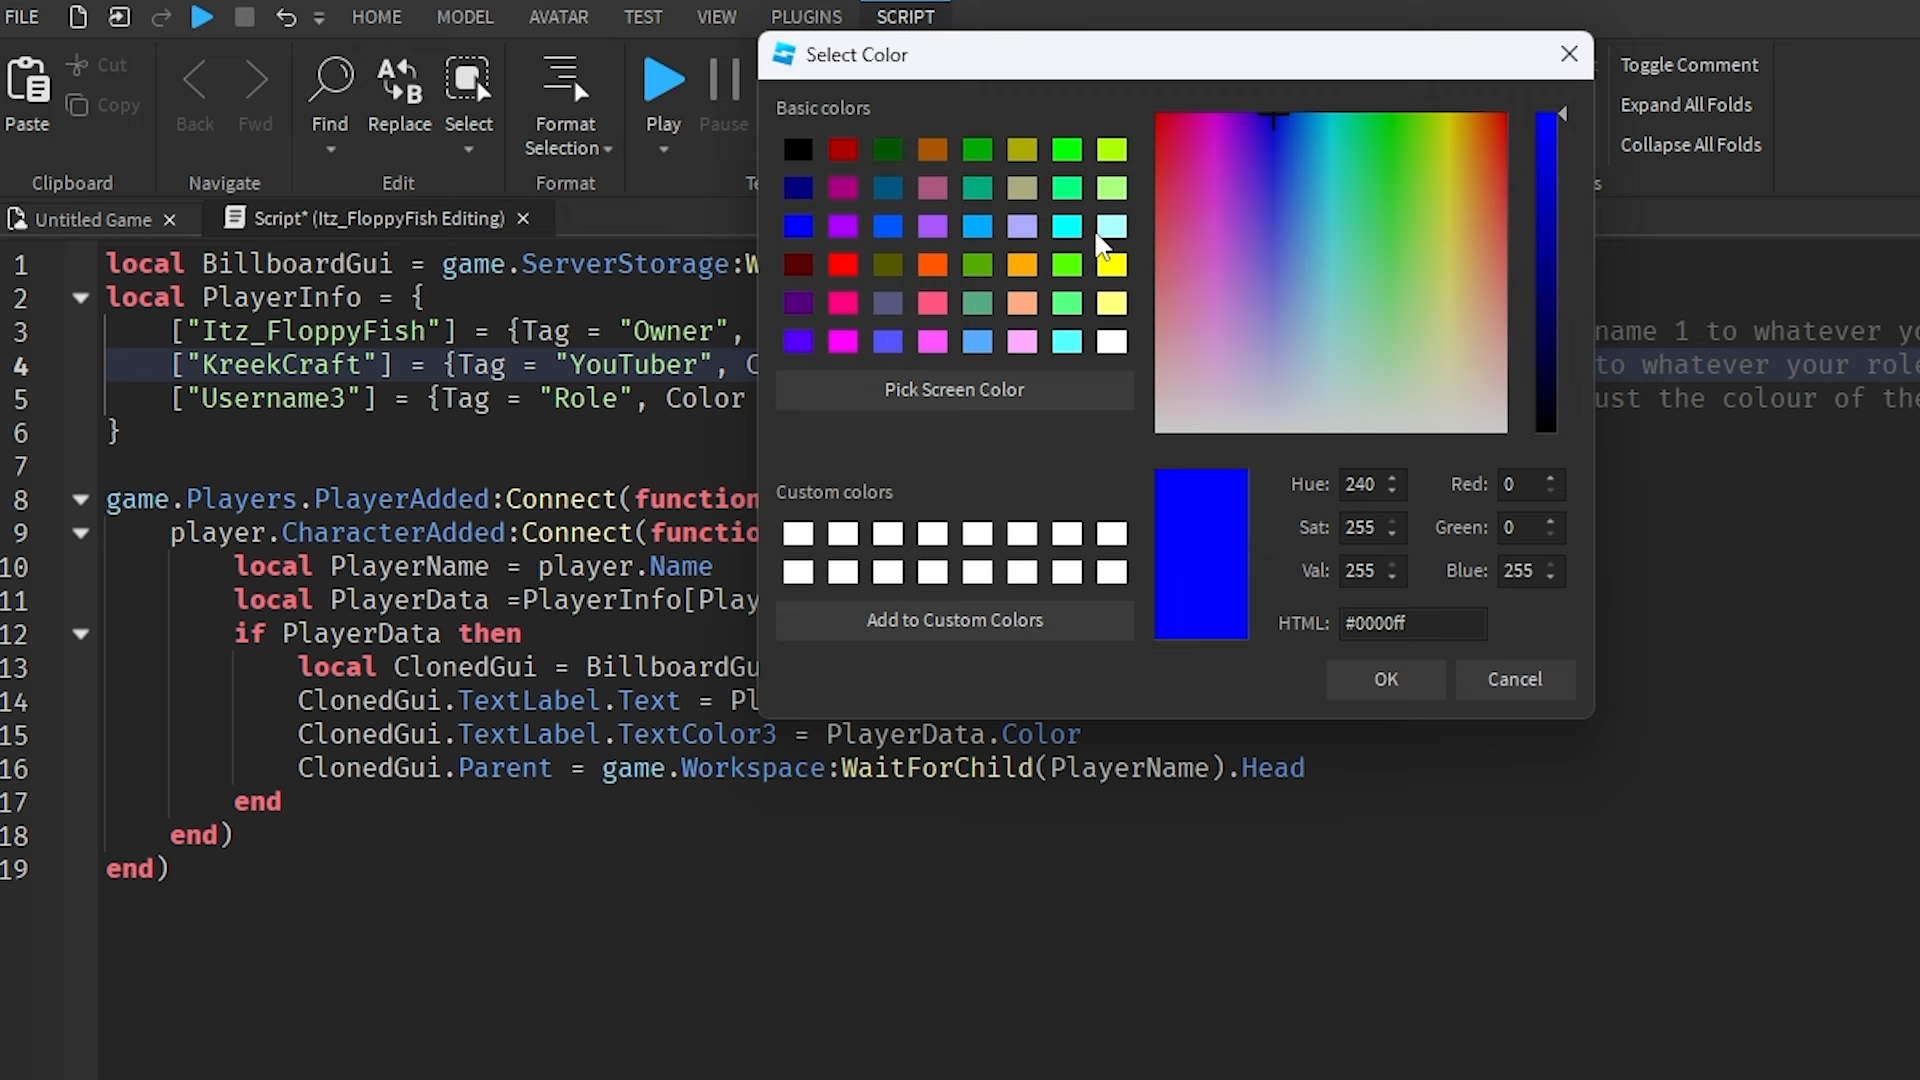 FILE HOME MODEL AVATAR TEST VIEW PLUGINS SCRIPT
Select Color
Paste Cut Copy Back Fwd Find Replace Select Format Selection Play Pause
Toggle Comment
Expand All Folds
Collapse All Folds
Clipboard Navigate Edit Format
Untitled Game × Script* (Itz_FloppyFish Editing) ×
Basic colors
Pick Screen Color
Custom colors
Add to Custom Colors
Hue: 240 Red: 0
Sat: 255 Green: 0
Val: 255 Blue: 255
HTML: #0000ff
OK Cancel
1 local BillboardGui = game.ServerStorage:W
2 local PlayerInfo = {
3 ["Itz_FloppyFish"] = {Tag = "Owner", name 1 to whatever yo
4 ["KreekCraft"] = {Tag = "YouTuber", C to whatever your role
5 ["Username3"] = {Tag = "Role", Color ust the colour of the
6 }
7
8 game.Players.PlayerAdded:Connect(function
9 player.CharacterAdded:Connect(functio
10 local PlayerName = player.Name
11 local PlayerData =PlayerInfo[Play
12 if PlayerData then
13 local ClonedGui = BillboardGu
14 ClonedGui.TextLabel.Text = Pl
15 ClonedGui.TextLabel.TextColor3 = PlayerData.Color
16 ClonedGui.Parent = game.Workspace:WaitForChild(PlayerName).Head
17 end
18 end)
19 end)